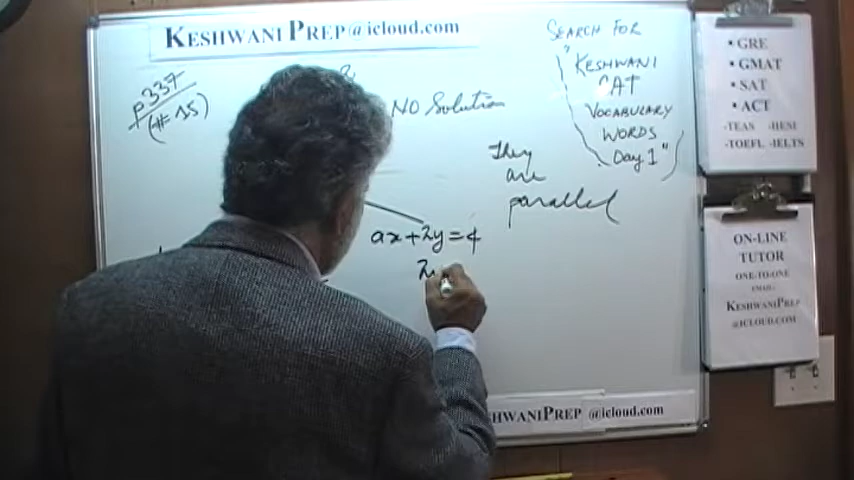 KESHWANI PREP @ icloud.com
P337
(# 15)
NO Solution
They
are
parallel
ax+2y=4
SEARCH FOR
"KESHWANI
CAT
VOCABULARY
WORDS
Day 1"
• GRE
• GMAT
• SAT
• ACT
-TEAS -HESI
-TOEFL -IELTS
ON-LINE
TUTOR
ONE-TO-ONE
KESHWANIPREP
@ICLOUD.COM
HWANIPREP @icloud.com